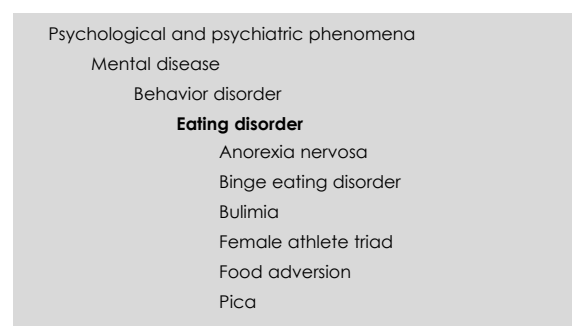 Psychological and psychiatric phenomena
Mental disease
Behavior disorder
Eating disorder
Anorexia nervosa
Binge eating disorder
Bulimia
Female athlete triad
Food adversion
Pica